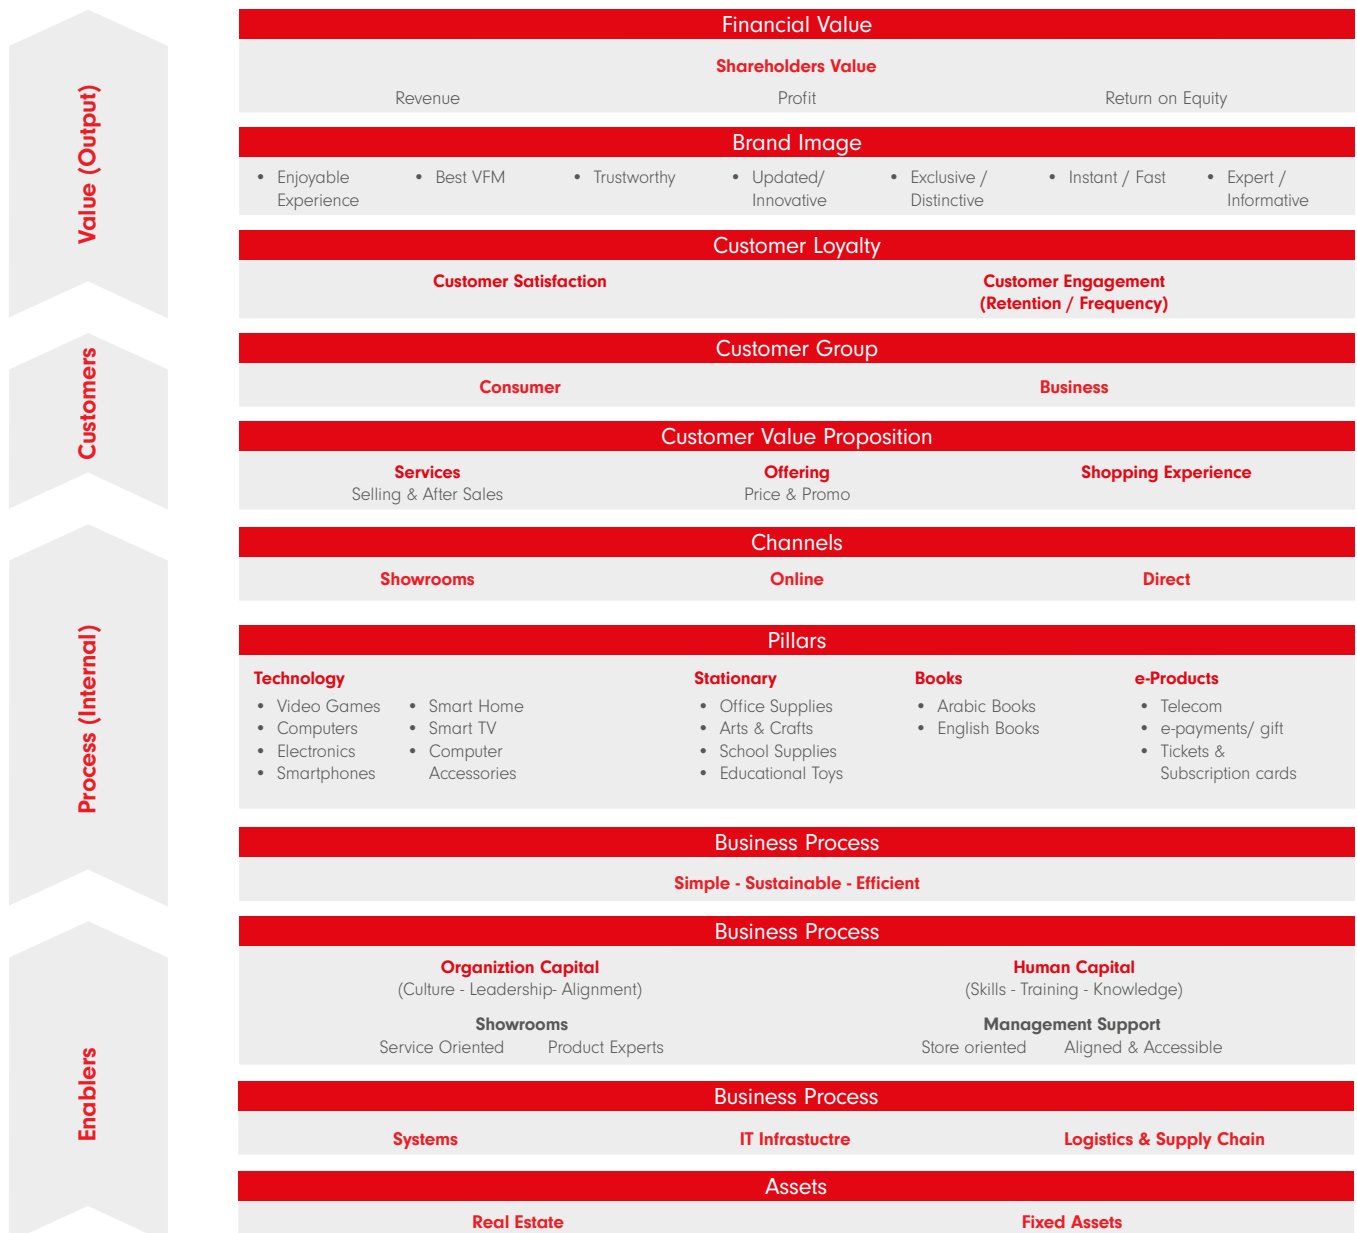 Value (Output)
Financial Value
Shareholders Value
Revenue Profit Return on Equity
Brand Image
• Enjoyable Experience
• Best VFM
• Trustworthy
• Updated/ Innovative
• Exclusive / Distinctive
• Instant / Fast
• Expert / Informative
Customer Loyalty
Customer Satisfaction
Customer Engagement
(Retention / Frequency)
Customers
Customer Group
Consumer Business
Customer Value Proposition
Services
Selling & After Sales
Offering
Price & Promo
Shopping Experience
Process (Internal)
Channels
Showrooms Online Direct
Pillars
Technology
• Video Games
• Computers
• Electronics
• Smartphones
• Smart Home
• Smart TV
• Computer
Accessories
Stationary
• Office Supplies
• Arts & Crafts
• School Supplies
• Educational Toys
Books
• Arabic Books
• English Books
e-Products
• Telecom
• e-payments/ gift
• Tickets &
Subscription cards
Business Process
Simple - Sustainable - Efficient
Enablers
Business Process
Organiztion Capital
(Culture - Leadership- Alignment)
Showrooms
Service Oriented Product Experts
Human Capital
(Skills - Training - Knowledge)
Management Support
Store oriented Aligned & Accessible
Business Process
Systems IT Infrastuctre Logistics & Supply Chain
Assets
Real Estate Fixed Assets